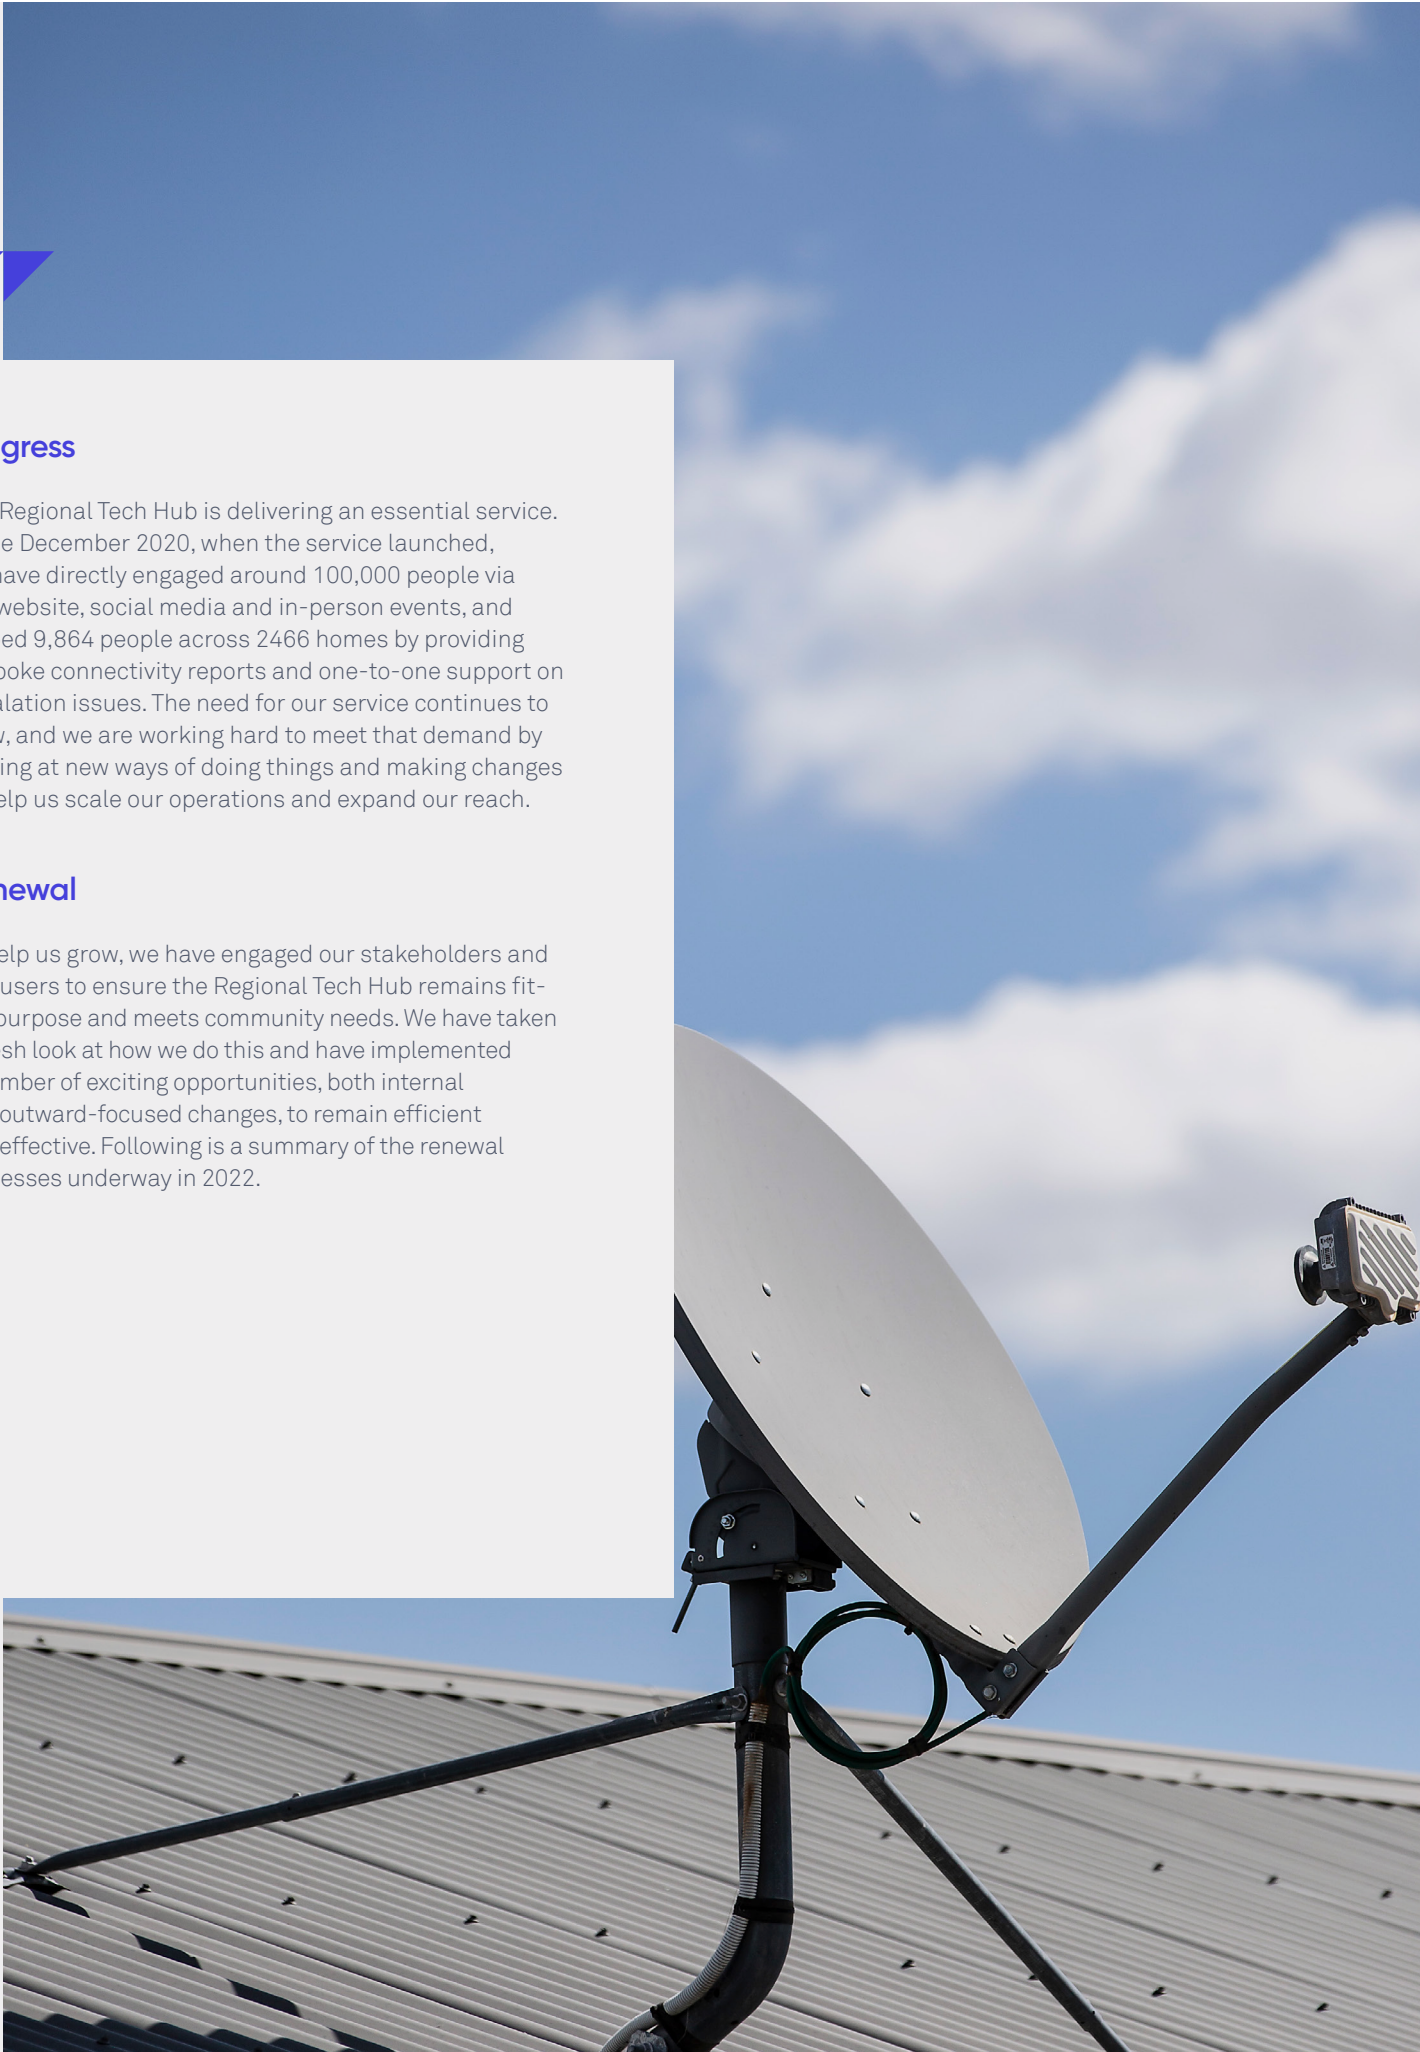 gress
Regional Tech Hub is delivering an essential service.
e December 2020, when the service launched,
have directly engaged around 100,000 people via
website, social media and in-person events, and
ed 9,864 people across 2466 homes by providing
poke connectivity reports and one-to-one support on
alation issues. The need for our service continues to
w, and we are working hard to meet that demand by
ing at new ways of doing things and making changes
elp us scale our operations and expand our reach.
newal
elp us grow, we have engaged our stakeholders and
users to ensure the Regional Tech Hub remains fit-
purpose and meets community needs. We have taken
esh look at how we do this and have implemented
mber of exciting opportunities, both internal
outward-focused changes, to remain efficient
effective. Following is a summary of the renewal
esses underway in 2022.